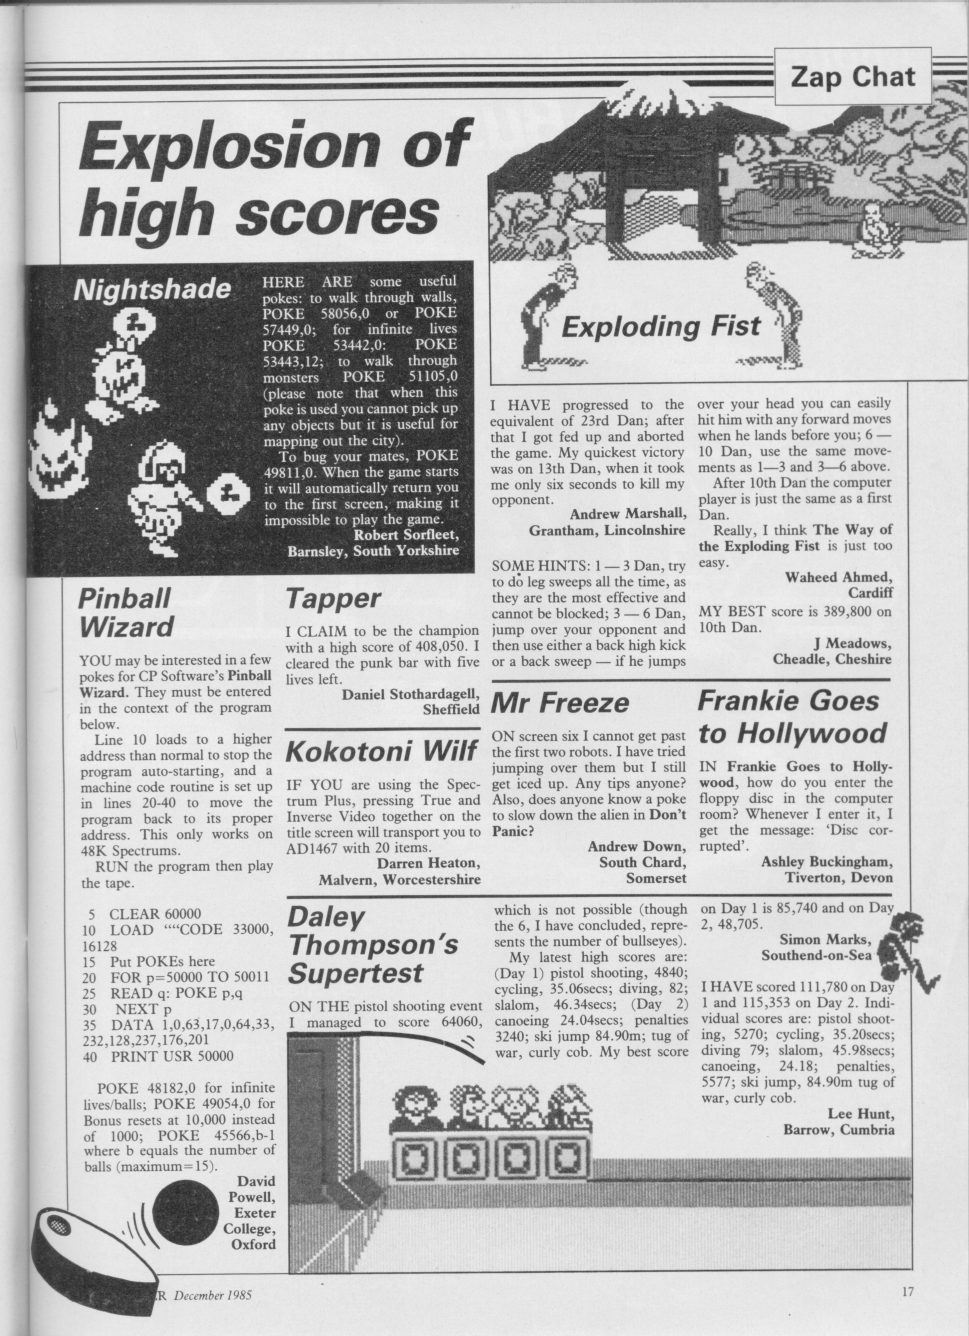 Zap Chat
Explosion of
high scores
Nightshade
HERE ARE some useful
pokes: to walk through walls,
POKE 58056,0 or POKE
57449,0; for infinite lives
POKE 53442,0: POKE
53443,12; to walk through
monsters POKE 51105,0
(please note that when this
poke is used you cannot pick up
any objects but it is useful for
mapping out the city).
To bug your mates, POKE
49811,0. When the game starts
it will automatically return you
to the first screen, making it
impossible to play the game.
Robert Sorfleet,
Barnsley, South Yorkshire
Pinball
Wizard
YOU may be interested in a few
pokes for CP Software's Pinball
Wizard. They must be entered
in the context of the program
below.
Line 10 loads to a higher
address than normal to stop the
program auto-starting, and a
machine code routine is set up
in lines 20-40 to move the
program back to its proper
address. This only works on
48K Spectrums.
RUN the program then play
the tape.
5 CLEAR 60000
10 LOAD ""CODE 33000,
16128
15 Put POKEs here
20 FOR p=50000 TO 50011
25 READ q: POKE p,q
30 NEXT p
35 DATA 1,0,63,17,0,64,33,
232,128,237,176,201
40 PRINT USR 50000
POKE 48182,0 for infinite
lives/balls; POKE 49054,0 for
Bonus resets at 10,000 instead
of 1000; POKE 45566,b-1
where b equals the number of
balls (maximum=15).
David
Powell,
Exeter
College,
Oxford
Tapper
I CLAIM to be the champion
with a high score of 408,050. I
cleared the punk bar with five
lives left.
Daniel Stothardagell,
Sheffield
Kokotoni Wilf
IF YOU are using the Spec-
trum Plus, pressing True and
Inverse Video together on the
title screen will transport you to
AD1467 with 20 items.
Darren Heaton,
Malvern, Worcestershire
Exploding Fist
I HAVE progressed to the
equivalent of 23rd Dan; after
that I got fed up and aborted
the game. My quickest victory
was on 13th Dan, when it took
me only six seconds to kill my
opponent.
Andrew Marshall,
Grantham, Lincolnshire
SOME HINTS: 1 — 3 Dan, try
to do leg sweeps all the time, as
they are the most effective and
cannot be blocked; 3 — 6 Dan,
jump over your opponent and
then use either a back high kick
or a back sweep — if he jumps
over your head you can easily
hit him with any forward moves
when he lands before you; 6 —
10 Dan, use the same move-
ments as 1—3 and 3—6 above.
After 10th Dan the computer
player is just the same as a first
Dan.
Really, I think The Way of
the Exploding Fist is just too
easy.
Waheed Ahmed,
Cardiff
MY BEST score is 389,800 on
10th Dan.
J Meadows,
Cheadle, Cheshire
Mr Freeze
ON screen six I cannot get past
the first two robots. I have tried
jumping over them but I still
get iced up. Any tips anyone?
Also, does anyone know a poke
to slow down the alien in Don't
Panic?
Andrew Down,
South Chard,
Somerset
Frankie Goes
to Hollywood
IN Frankie Goes to Holly-
wood, how do you enter the
floppy disc in the computer
room? Whenever I enter it, I
get the message: 'Disc cor-
rupted'.
Ashley Buckingham,
Tiverton, Devon
Daley
Thompson's
Supertest
ON THE pistol shooting event
I managed to score 64060,
which is not possible (though
the 6, I have concluded, repre-
sents the number of bullseyes).
My latest high scores are:
(Day 1) pistol shooting, 4840;
cycling, 35.06secs; diving, 82;
slalom, 46.34secs; (Day 2)
canoeing 24.04secs; penalties
3240; ski jump 84.90m; tug of
war, curly cob. My best score
on Day 1 is 85,740 and on Day
2, 48,705.
Simon Marks,
Southend-on-Sea
I HAVE scored 111,780 on Day
1 and 115,353 on Day 2. Indi-
vidual scores are: pistol shoot-
ing, 5270; cycling, 35.20secs;
diving 79; slalom, 45.98secs;
canoeing, 24.18; penalties,
5577; ski jump, 84.90m tug of
war, curly cob.
Lee Hunt,
Barrow, Cumbria
R December 1985
17